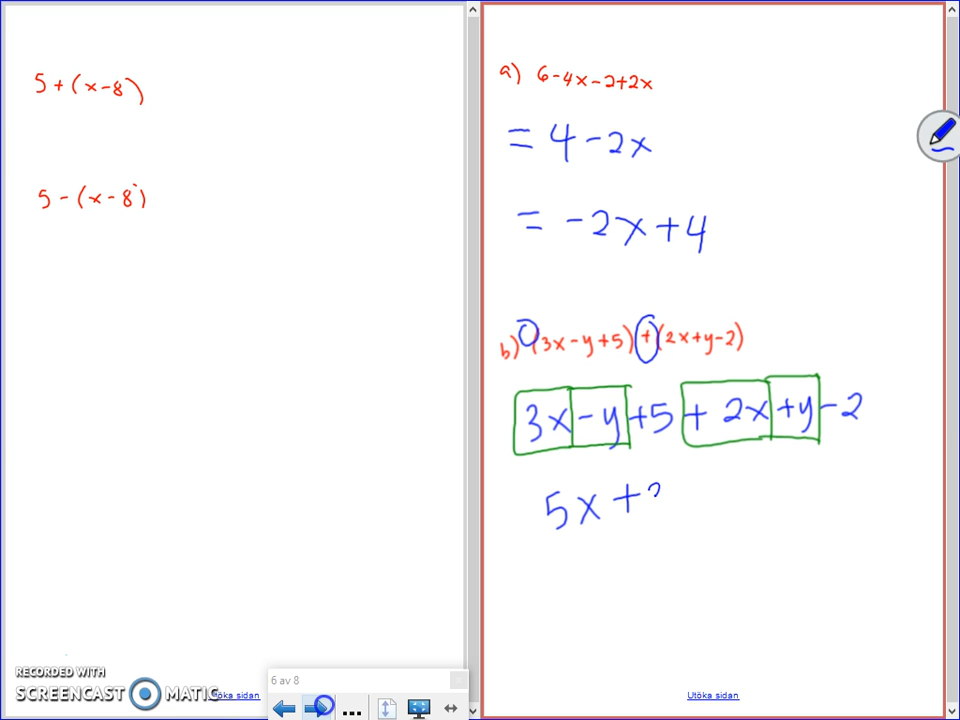 5 + (x - 8)
5 - (x - 8)
a) 6 - 4x - 2 + 2x
= 4 - 2x
= -2x + 4
b) (3x - y + 5) + (2x + y - 2)
3x - y + 5 + 2x + y - 2
5x +
RECORDED WITH
SCREENCAST MATIC
Utöka sidan
6 av 8
Utöka sidan